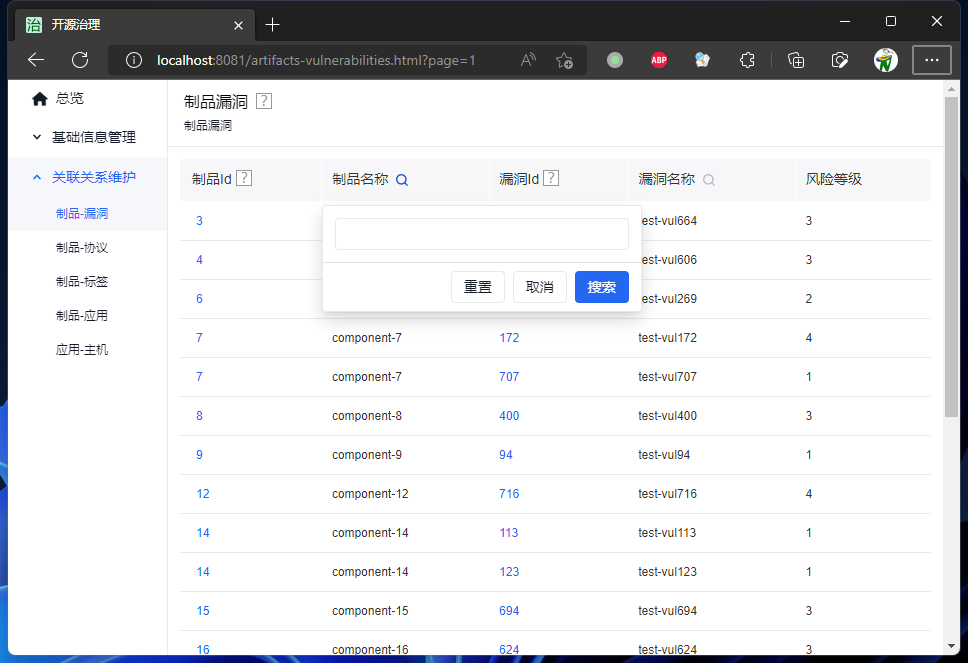 治 开源治理
localhost:8081/artifacts-vulnerabilities.html?page=1
ABP
总览
基础信息管理
关联关系维护
制品-漏洞
制品-协议
制品-标签
制品-应用
应用-主机
制品漏洞 ?
制品漏洞
制品Id ? 制品名称 漏洞Id ? 漏洞名称 风险等级
3 est-vul664 3
4 est-vul606 3
6 est-vul269 2
重置 取消 搜索
7 component-7 172 test-vul172 4
7 component-7 707 test-vul707 1
8 component-8 400 test-vul400 3
9 component-9 94 test-vul94 1
12 component-12 716 test-vul716 4
14 component-14 113 test-vul113 1
14 component-14 123 test-vul123 1
15 component-15 694 test-vul694 3
16 component-16 624 test-vul624 3